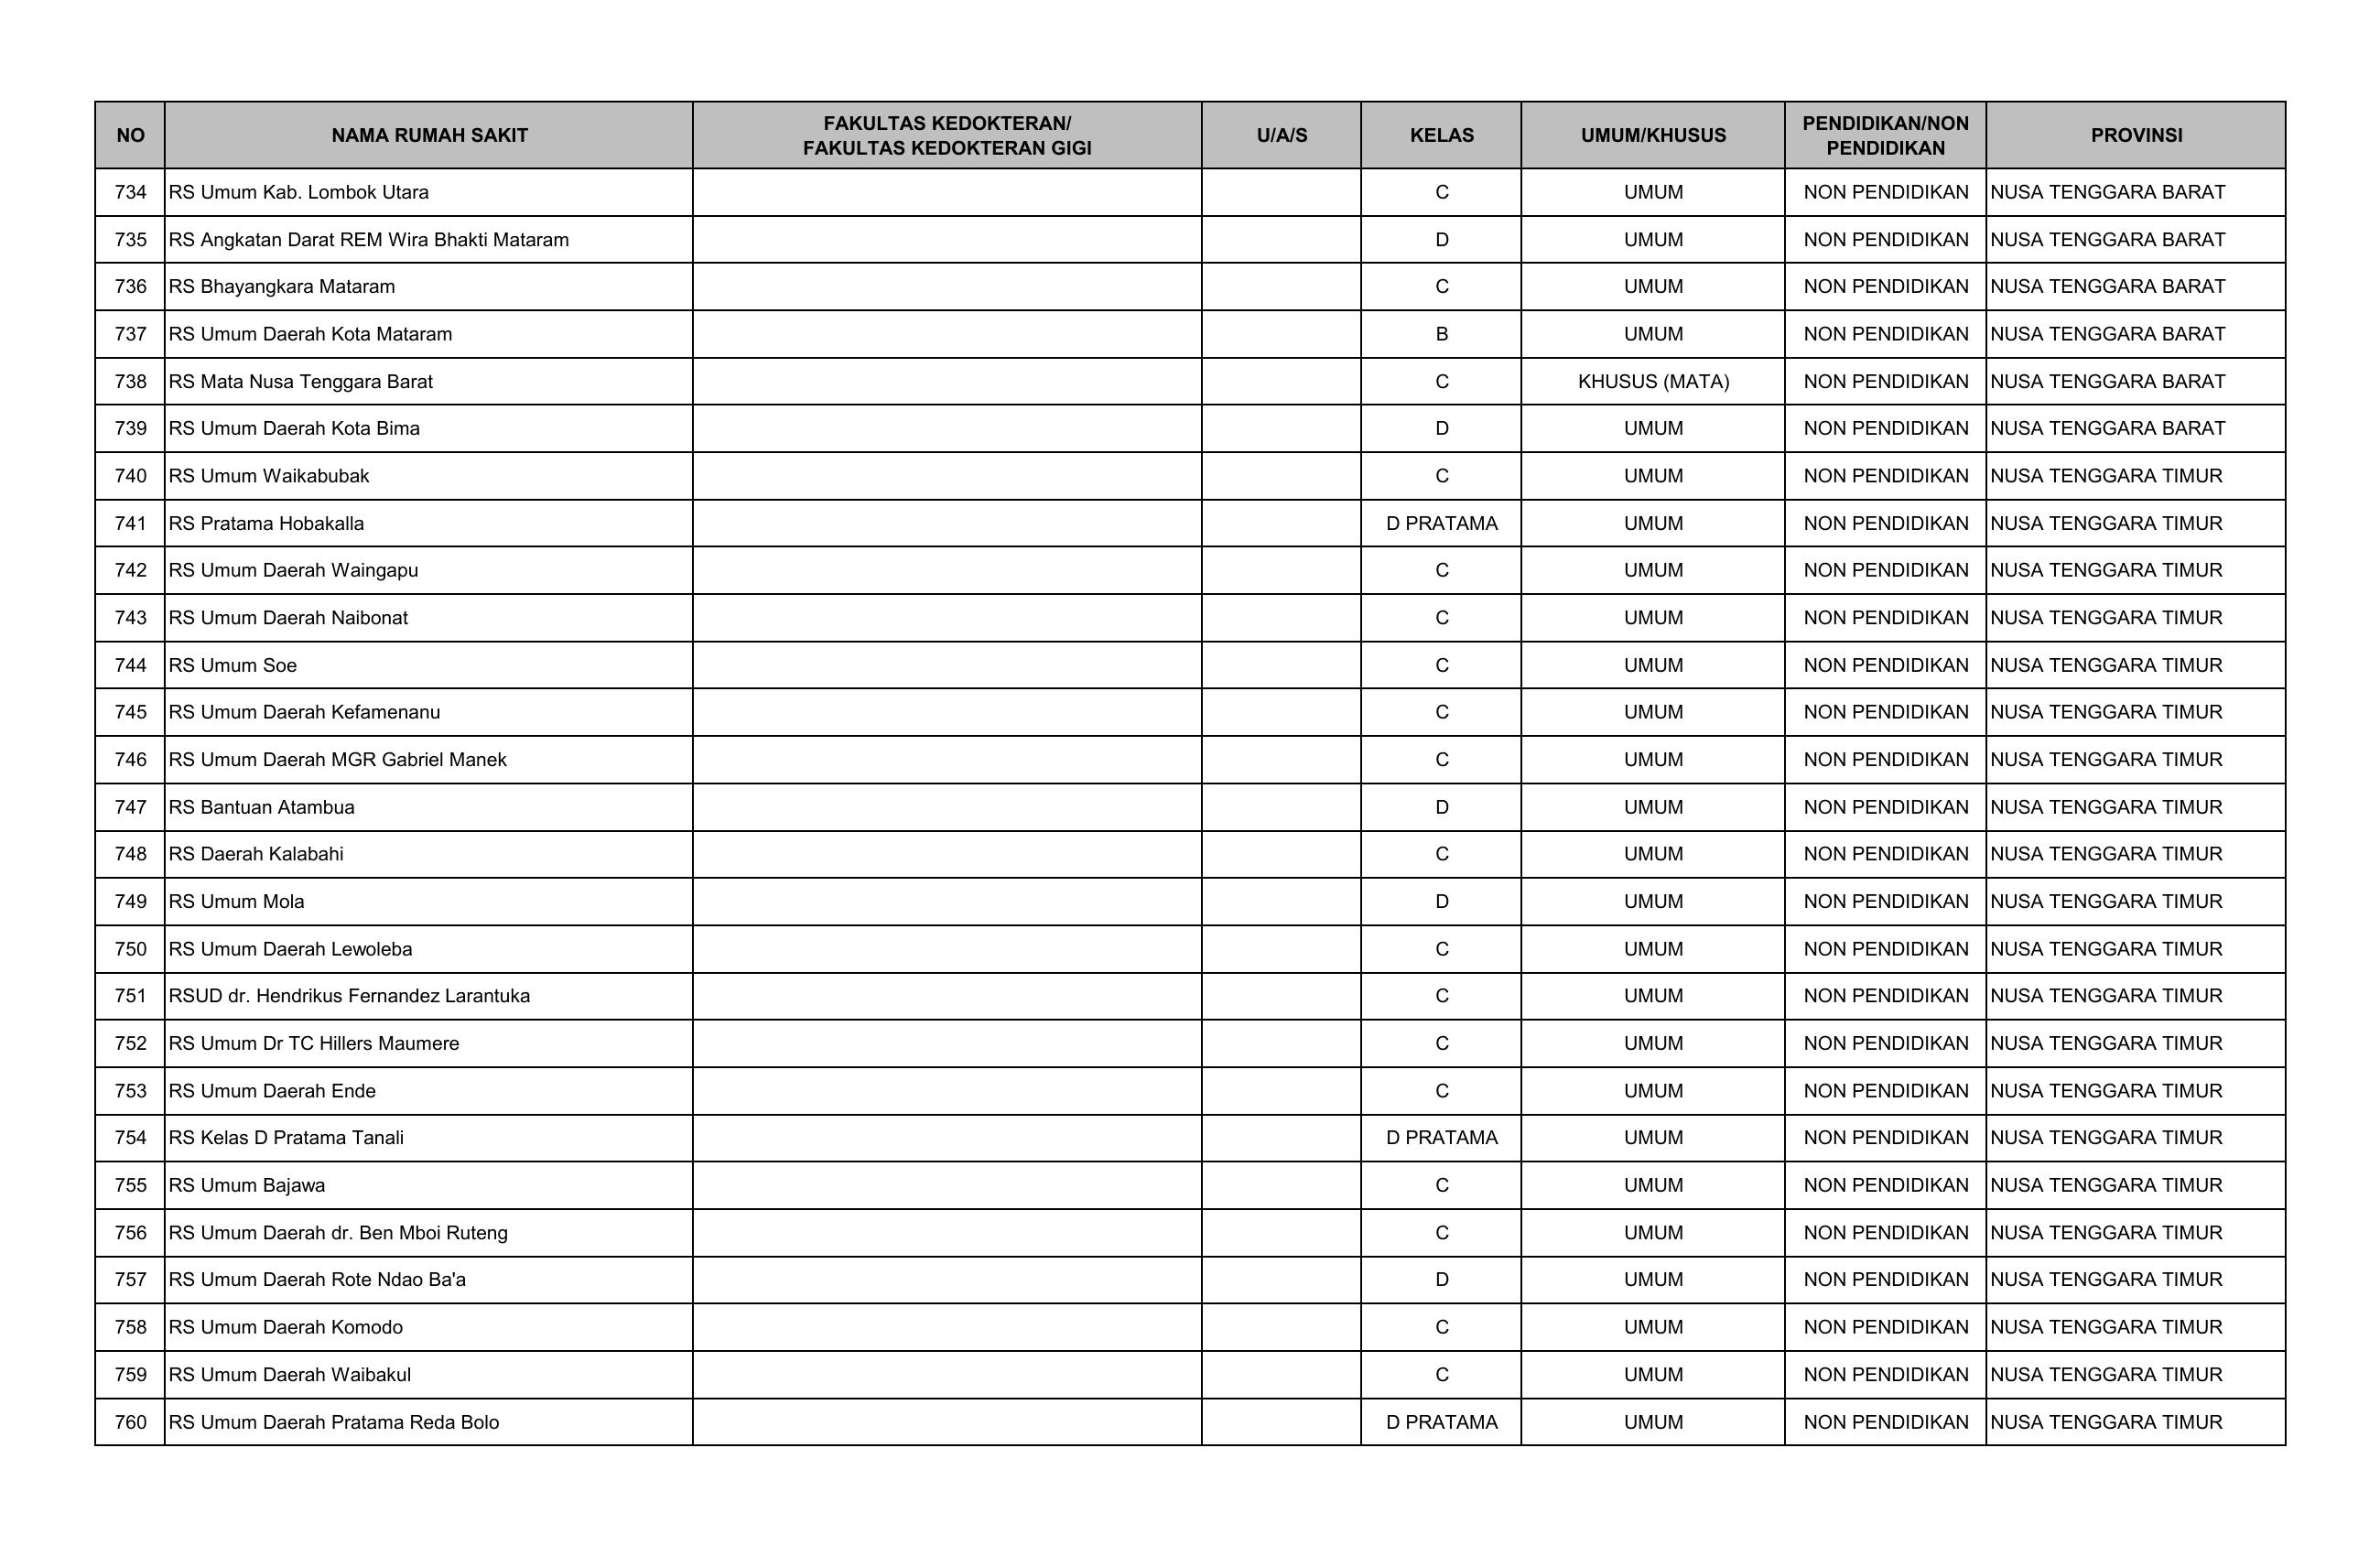 NO NAMA RUMAH SAKIT FAKULTAS KEDOKTERAN/ FAKULTAS KEDOKTERAN GIGI U/A/S KELAS UMUM/KHUSUS PENDIDIKAN/NON PENDIDIKAN PROVINSI
734 RS Umum Kab. Lombok Utara C UMUM NON PENDIDIKAN NUSA TENGGARA BARAT
735 RS Angkatan Darat REM Wira Bhakti Mataram D UMUM NON PENDIDIKAN NUSA TENGGARA BARAT
736 RS Bhayangkara Mataram C UMUM NON PENDIDIKAN NUSA TENGGARA BARAT
737 RS Umum Daerah Kota Mataram B UMUM NON PENDIDIKAN NUSA TENGGARA BARAT
738 RS Mata Nusa Tenggara Barat C KHUSUS (MATA) NON PENDIDIKAN NUSA TENGGARA BARAT
739 RS Umum Daerah Kota Bima D UMUM NON PENDIDIKAN NUSA TENGGARA BARAT
740 RS Umum Waikabubak C UMUM NON PENDIDIKAN NUSA TENGGARA TIMUR
741 RS Pratama Hobakalla D PRATAMA UMUM NON PENDIDIKAN NUSA TENGGARA TIMUR
742 RS Umum Daerah Waingapu C UMUM NON PENDIDIKAN NUSA TENGGARA TIMUR
743 RS Umum Daerah Naibonat C UMUM NON PENDIDIKAN NUSA TENGGARA TIMUR
744 RS Umum Soe C UMUM NON PENDIDIKAN NUSA TENGGARA TIMUR
745 RS Umum Daerah Kefamenanu C UMUM NON PENDIDIKAN NUSA TENGGARA TIMUR
746 RS Umum Daerah MGR Gabriel Manek C UMUM NON PENDIDIKAN NUSA TENGGARA TIMUR
747 RS Bantuan Atambua D UMUM NON PENDIDIKAN NUSA TENGGARA TIMUR
748 RS Daerah Kalabahi C UMUM NON PENDIDIKAN NUSA TENGGARA TIMUR
749 RS Umum Mola D UMUM NON PENDIDIKAN NUSA TENGGARA TIMUR
750 RS Umum Daerah Lewoleba C UMUM NON PENDIDIKAN NUSA TENGGARA TIMUR
751 RSUD dr. Hendrikus Fernandez Larantuka C UMUM NON PENDIDIKAN NUSA TENGGARA TIMUR
752 RS Umum Dr TC Hillers Maumere C UMUM NON PENDIDIKAN NUSA TENGGARA TIMUR
753 RS Umum Daerah Ende C UMUM NON PENDIDIKAN NUSA TENGGARA TIMUR
754 RS Kelas D Pratama Tanali D PRATAMA UMUM NON PENDIDIKAN NUSA TENGGARA TIMUR
755 RS Umum Bajawa C UMUM NON PENDIDIKAN NUSA TENGGARA TIMUR
756 RS Umum Daerah dr. Ben Mboi Ruteng C UMUM NON PENDIDIKAN NUSA TENGGARA TIMUR
757 RS Umum Daerah Rote Ndao Ba'a D UMUM NON PENDIDIKAN NUSA TENGGARA TIMUR
758 RS Umum Daerah Komodo C UMUM NON PENDIDIKAN NUSA TENGGARA TIMUR
759 RS Umum Daerah Waibakul C UMUM NON PENDIDIKAN NUSA TENGGARA TIMUR
760 RS Umum Daerah Pratama Reda Bolo D PRATAMA UMUM NON PENDIDIKAN NUSA TENGGARA TIMUR